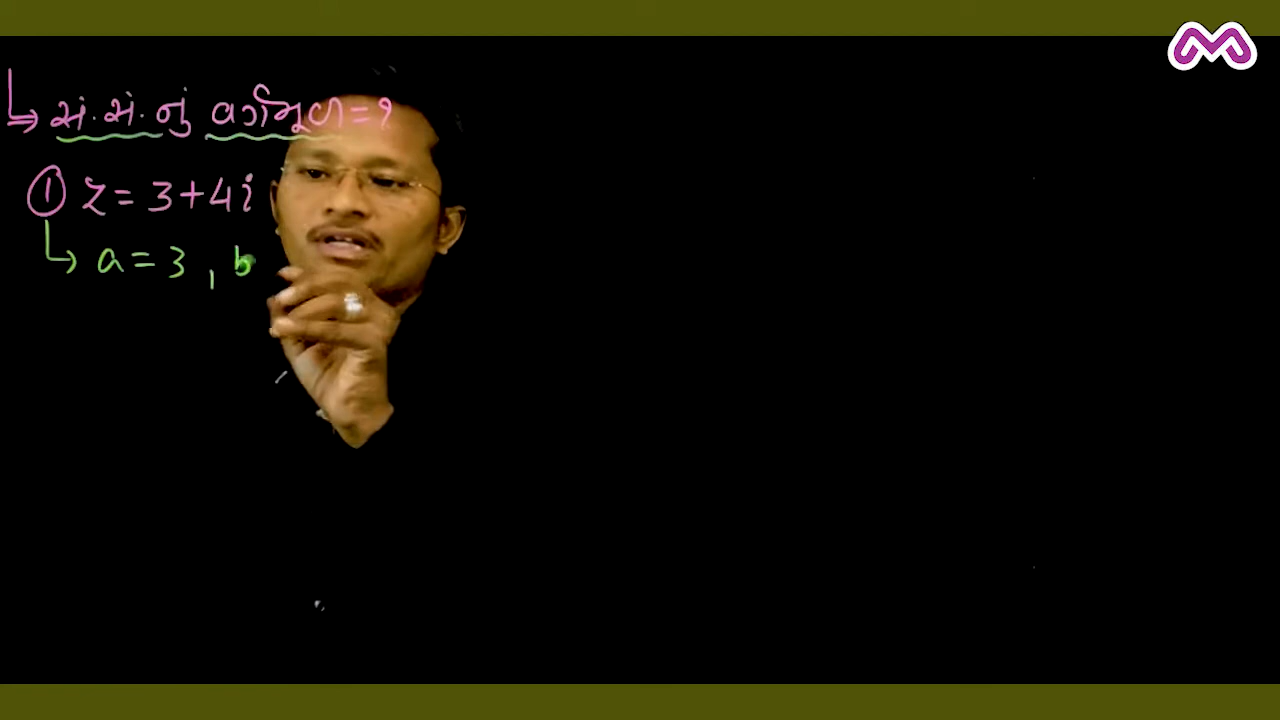 સં.સં.નું વર્ગમૂળ = ?
① z = 3 + 4i
a = 3 , b